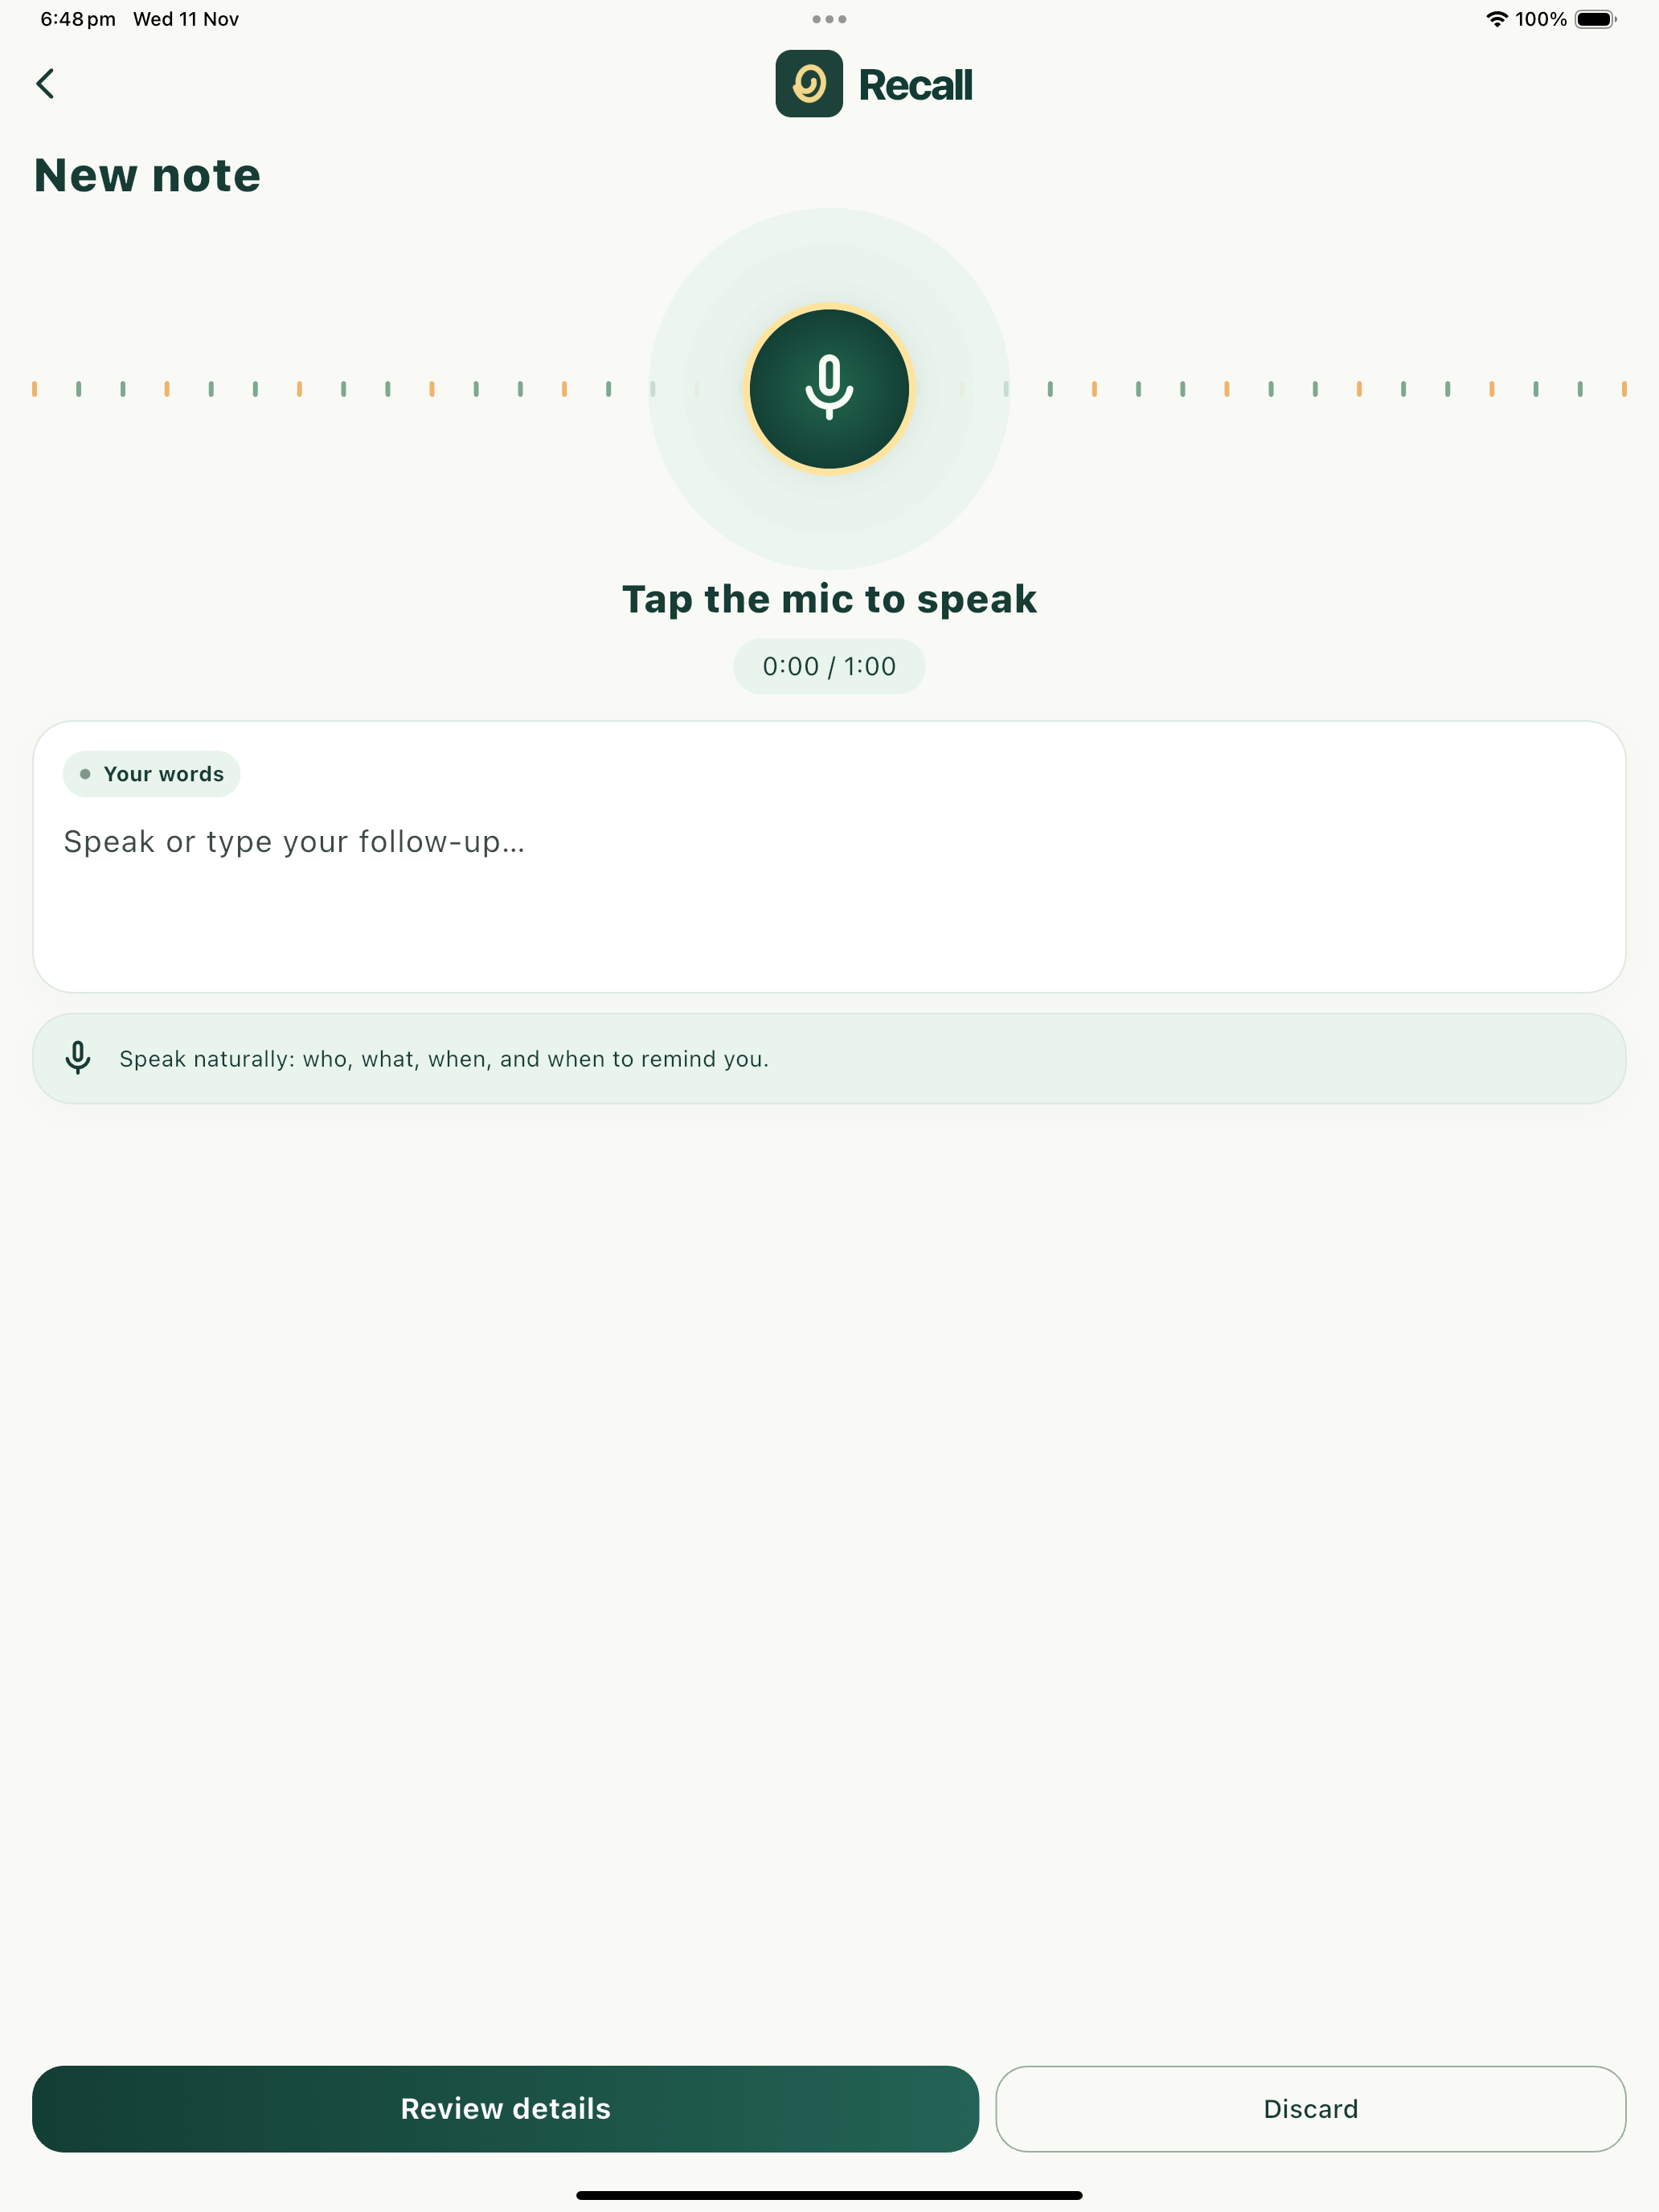 6:48 pm Wed 11 Nov
100%
Recall
New note
Tap the mic to speak
0:00 / 1:00
Your words
Speak or type your follow-up...
Speak naturally: who, what, when, and when to remind you.
Review details
Discard